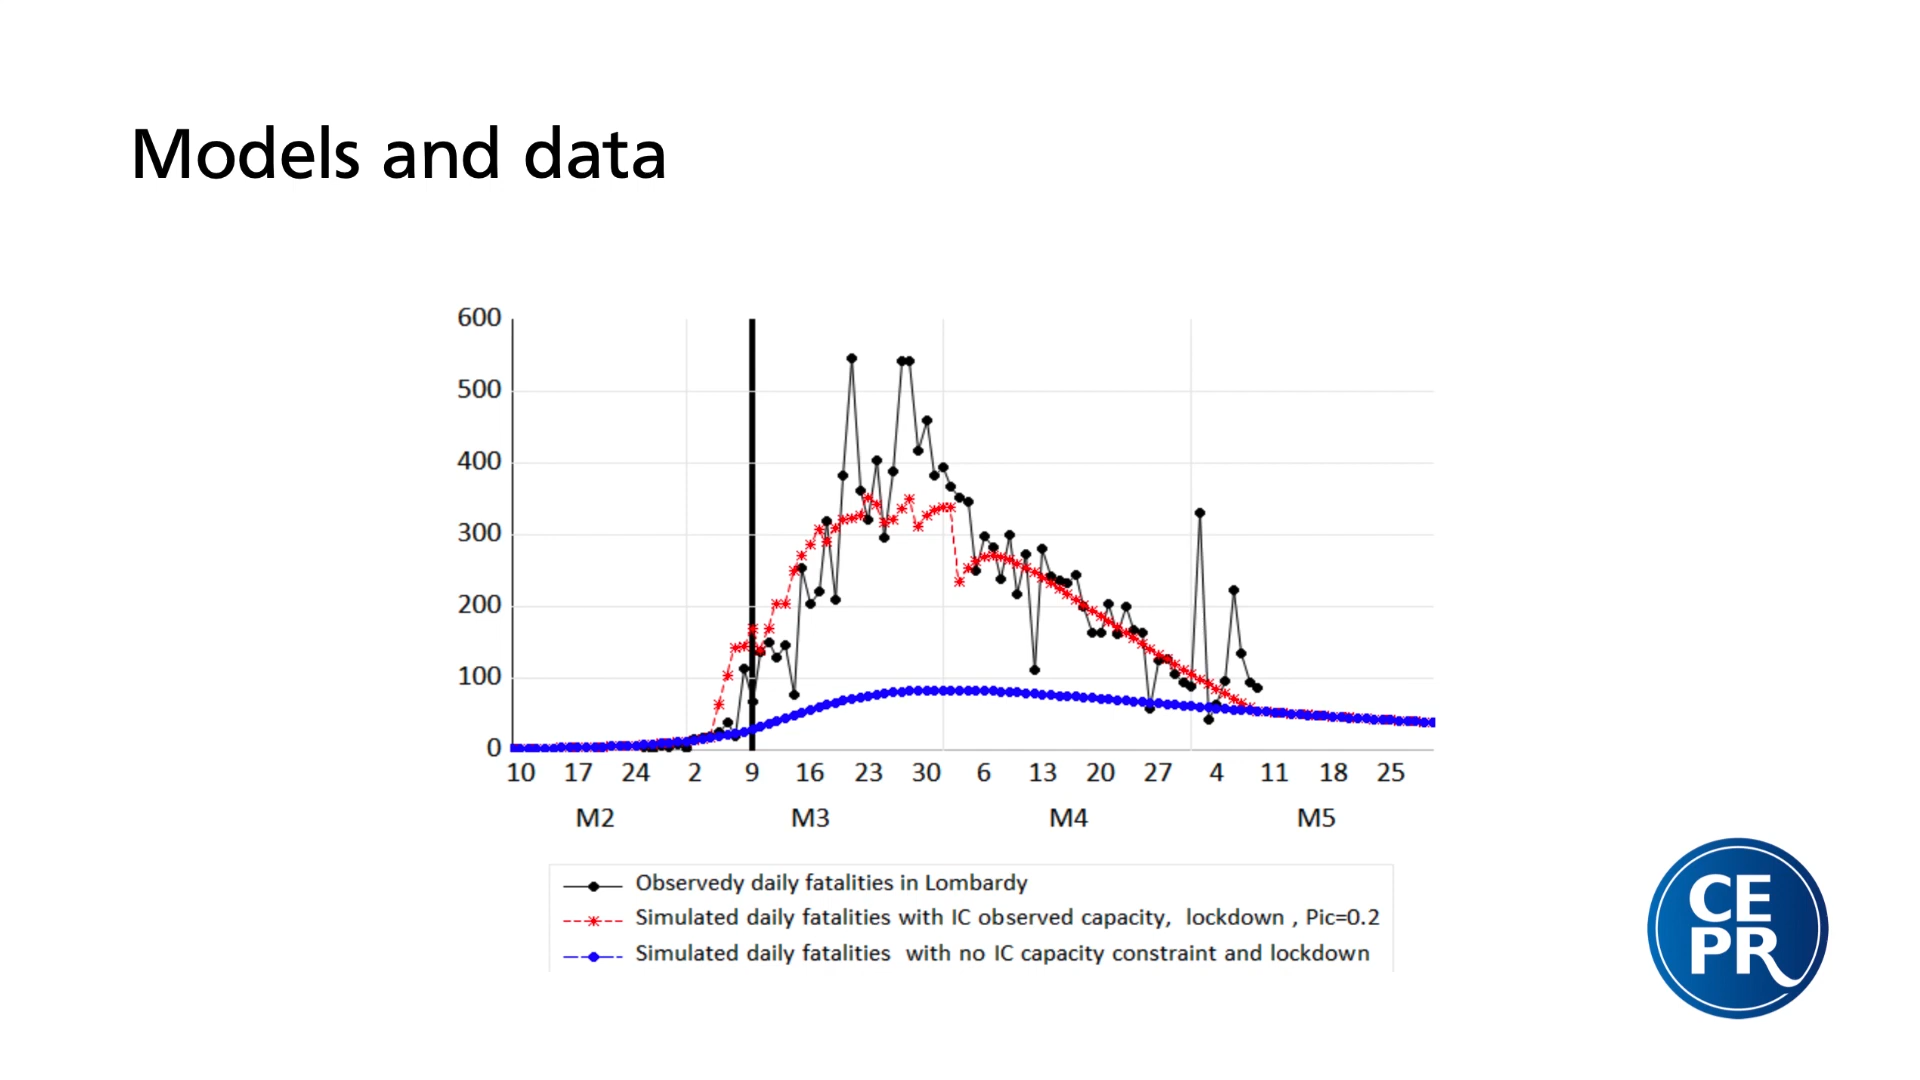 Models and data
600
500
400
300
200
100
0
10 17 24 2 9 16 23 30 6 13 20 27 4 11 18 25
M2 M3 M4 M5
Observedy daily fatalities in Lombardy
Simulated daily fatalities with IC observed capacity, lockdown , Pic=0.2
Simulated daily fatalities with no IC capacity constraint and lockdown
CE
PR